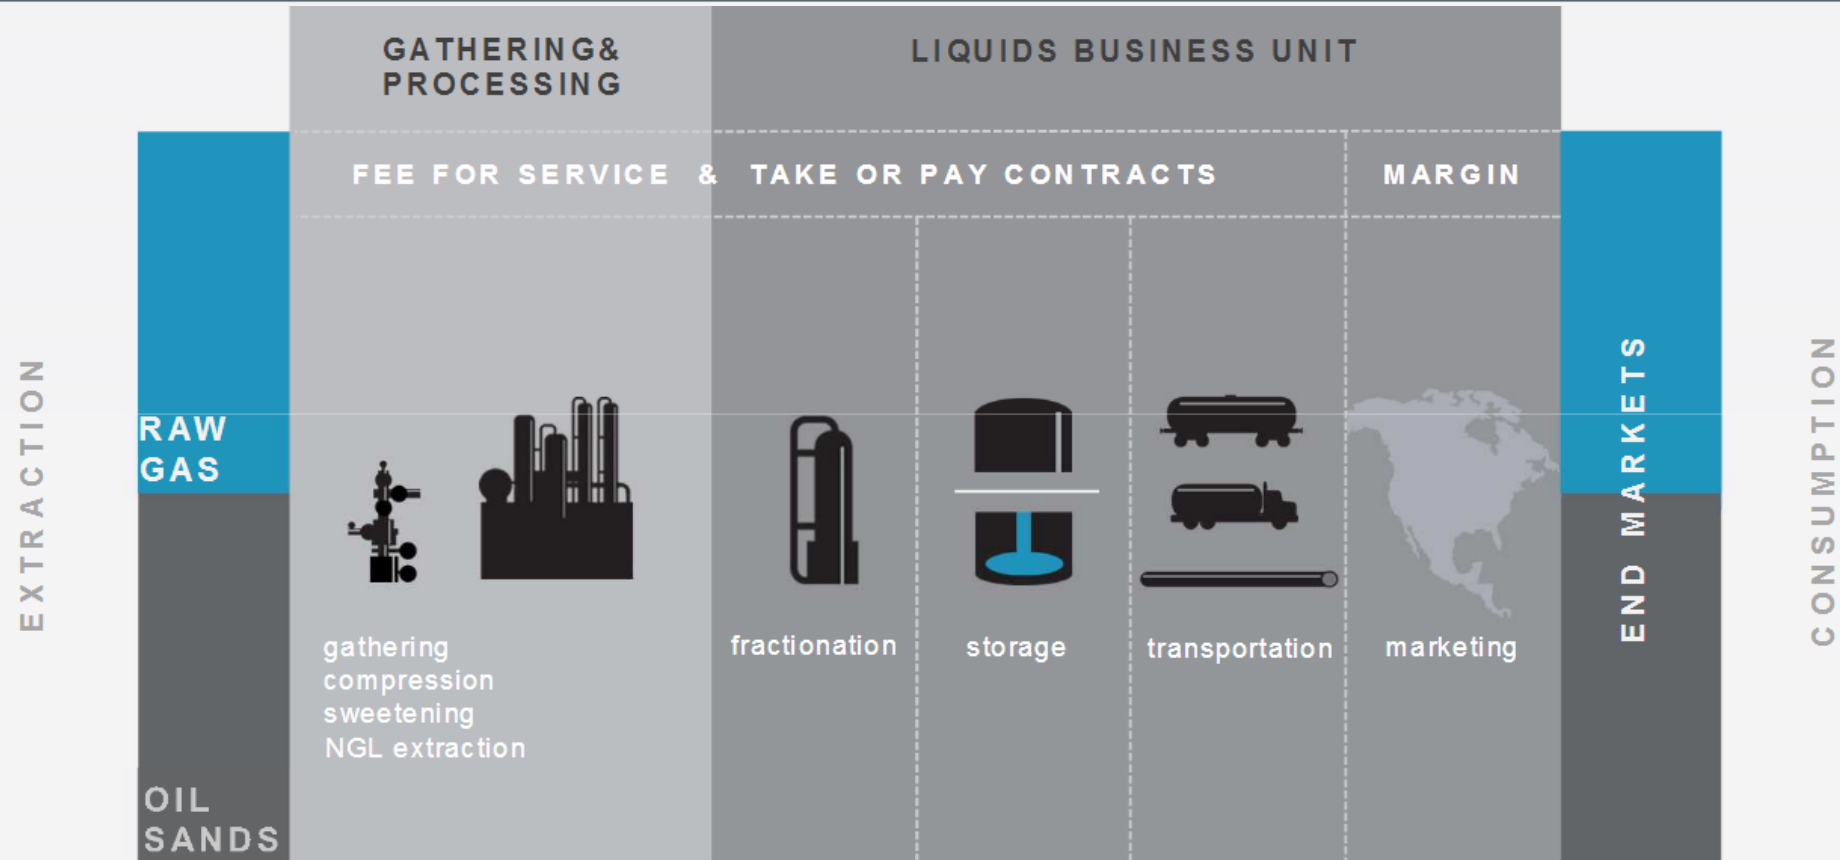 GATHERING&
PROCESSING
LIQUIDS BUSINESS UNIT
FEE FOR SERVICE & TAKE OR PAY CONTRACTS
MARGIN
EXTRACTION
RAW
GAS
OIL
SANDS
gathering
compression
sweetening
NGL extraction
fractionation
storage
transportation
marketing
END MARKETS
CONSUMPTION